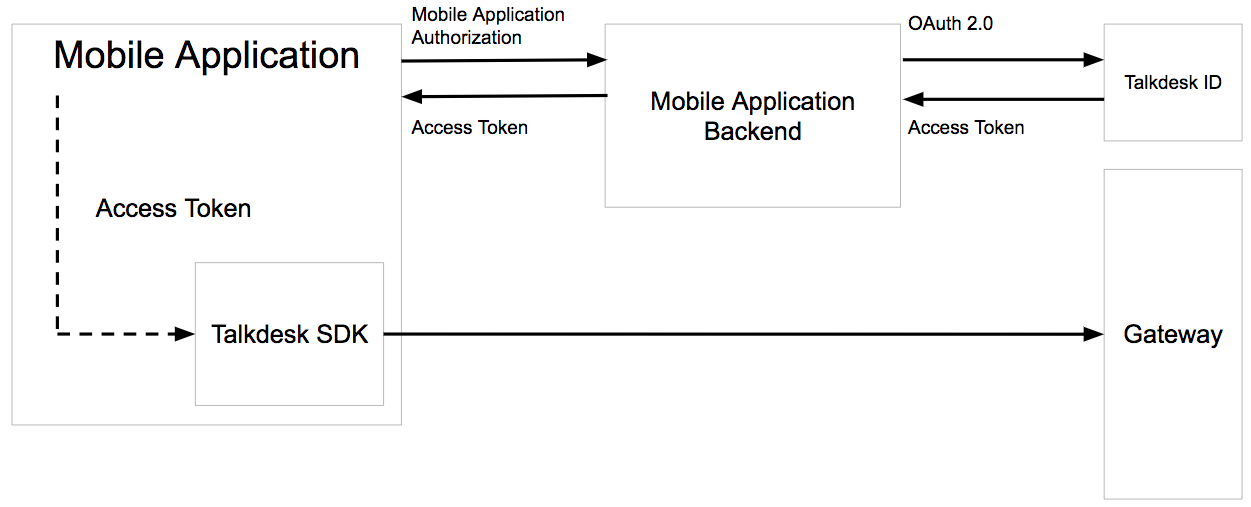 Mobile Application
Mobile Application
Authorization
OAuth 2.0
Talkdesk ID
Mobile Application
Backend
Access Token
Access Token
Access Token
Talkdesk SDK
Gateway